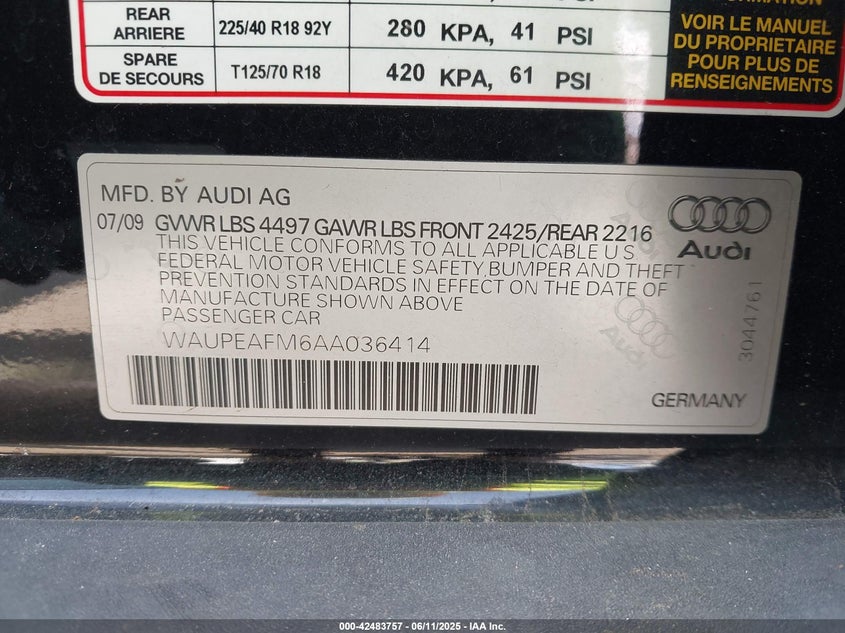 PSI
REAR
ARRIERE
225/40 R18 92Y
280 KPA, 41 PSI
SPARE
DE SECOURS
T125/70 R18
420 KPA, 61 PSI
VOIR LE MANUEL
DU PROPRIETAIRE
POUR PLUS DE
RENSEIGNEMENTS
MFD. BY AUDI AG
07/09 GVWR LBS 4497 GAWR LBS FRONT 2425/REAR 2216
THIS VEHICLE CONFORMS TO ALL APPLICABLE U S
FEDERAL MOTOR VEHICLE SAFETY,BUMPER AND THEFT
PREVENTION STANDARDS IN EFFECT ON THE DATE OF
MANUFACTURE SHOWN ABOVE
PASSENGER CAR
WAUPEAFM6AA036414
Audi
Audi
3044761
GERMANY
000-42483757 - 06/11/2025 - IAA Inc.